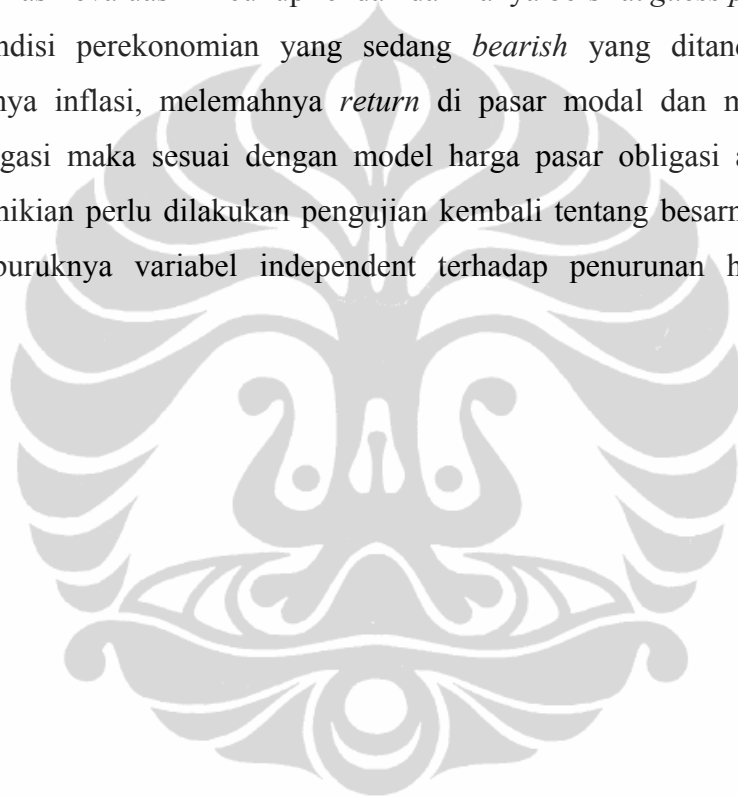 ndisi perekonomian yang sedang bearish yang ditand
nya inflasi, melemahnya return di pasar modal dan m
gasi maka sesuai dengan model harga pasar obligasi a
nikian perlu dilakukan pengujian kembali tentang besarn
puruknya variabel independent terhadap penurunan h